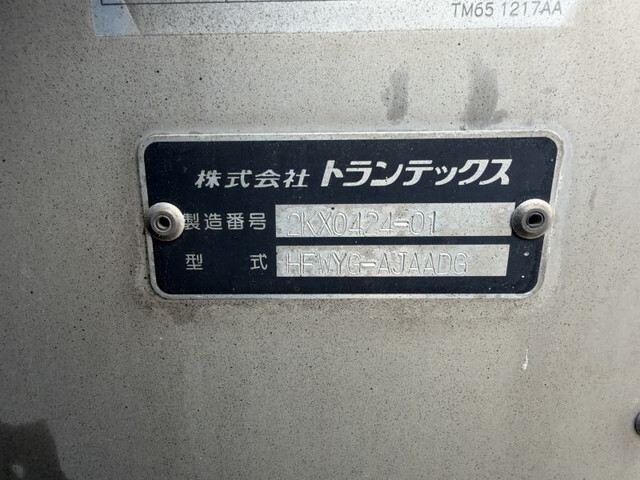 TM65 1217AA
株式会社 トランテックス
製造番号 2KX0424-01
型式 HFWYG-AJAADG